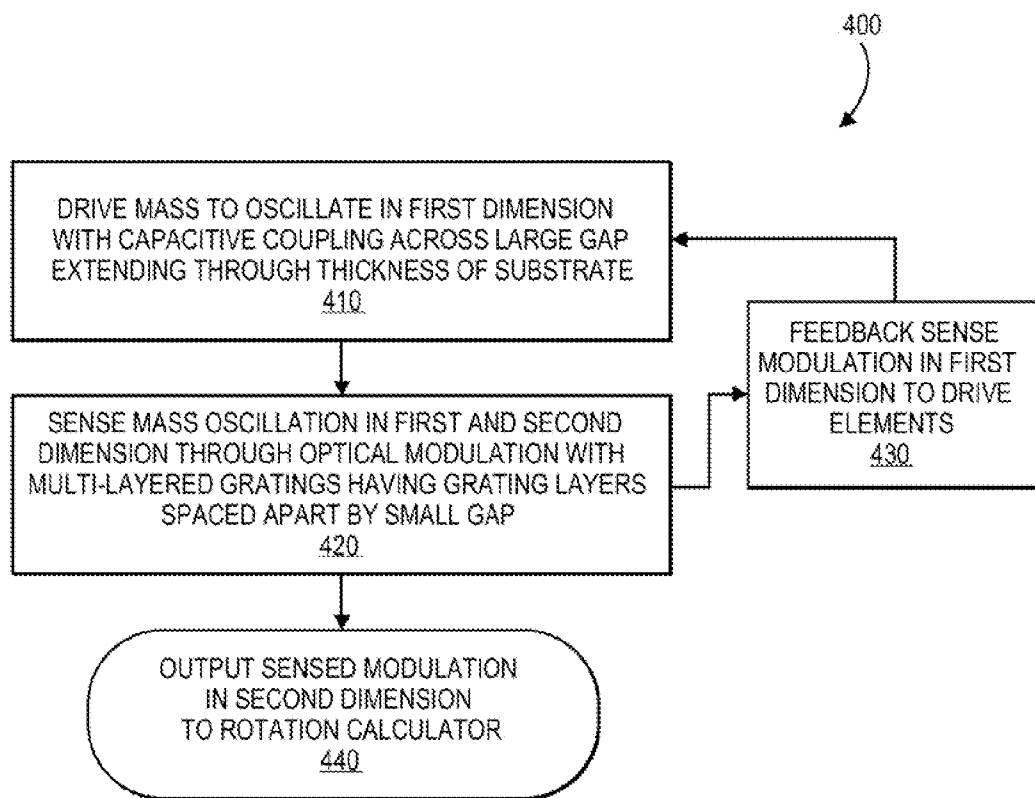 400
DRIVE MASS TO OSCILLATE IN FIRST DIMENSION
WITH CAPACITIVE COUPLING ACROSS LARGE GAP
EXTENDING THROUGH THICKNESS OF SUBSTRATE
410
FEEDBACK SENSE
MODULATION IN FIRST
DIMENSION TO DRIVE
ELEMENTS
430
SENSE MASS OSCILLATION IN FIRST AND SECOND
DIMENSION THROUGH OPTICAL MODULATION WITH
MULTI-LAYERED GRATINGS HAVING GRATING LAYERS
SPACED APART BY SMALL GAP
420
OUTPUT SENSED MODULATION
IN SECOND DIMENSION
TO ROTATION CALCULATOR
440